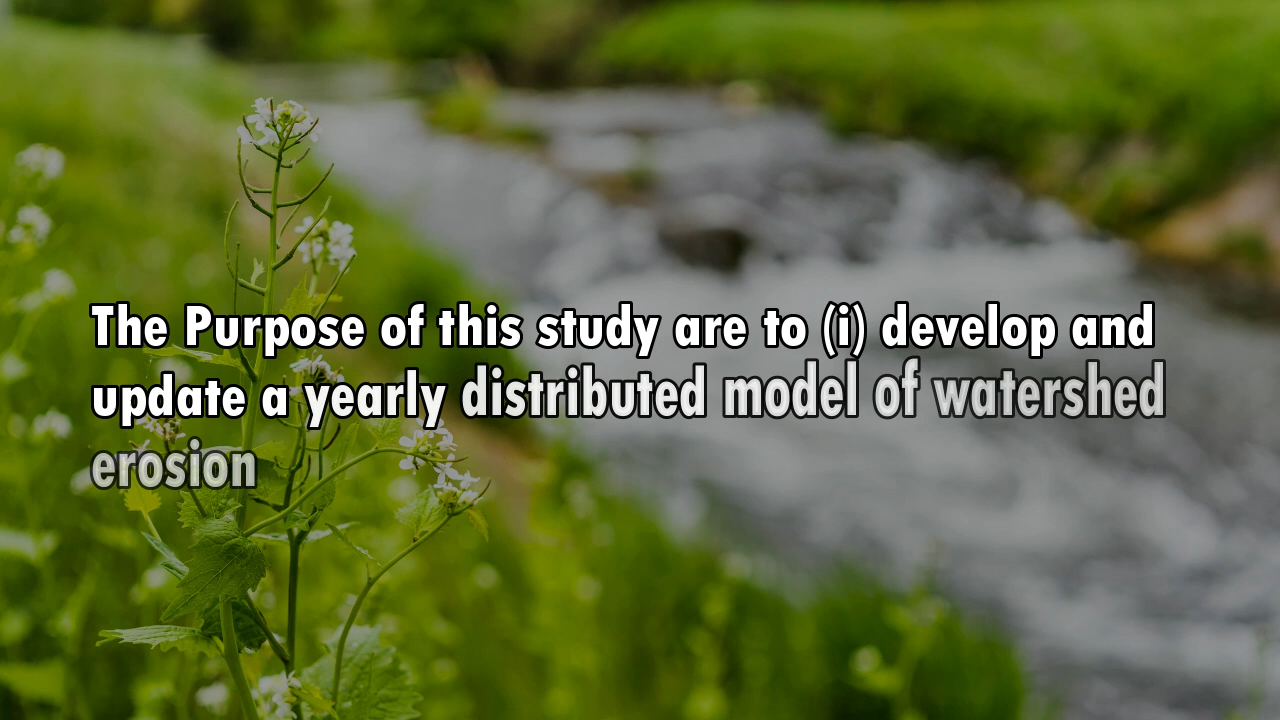 The Purpose of this study are to (i) develop and
update a yearly distributed model of watershed
erosion